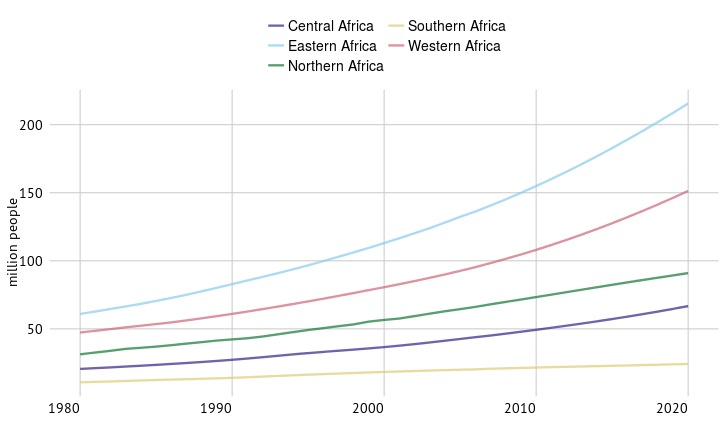 Central Africa
Southern Africa
Eastern Africa
Western Africa
Northern Africa
million people
200
150
100
50
1980
1990
2000
2010
2020